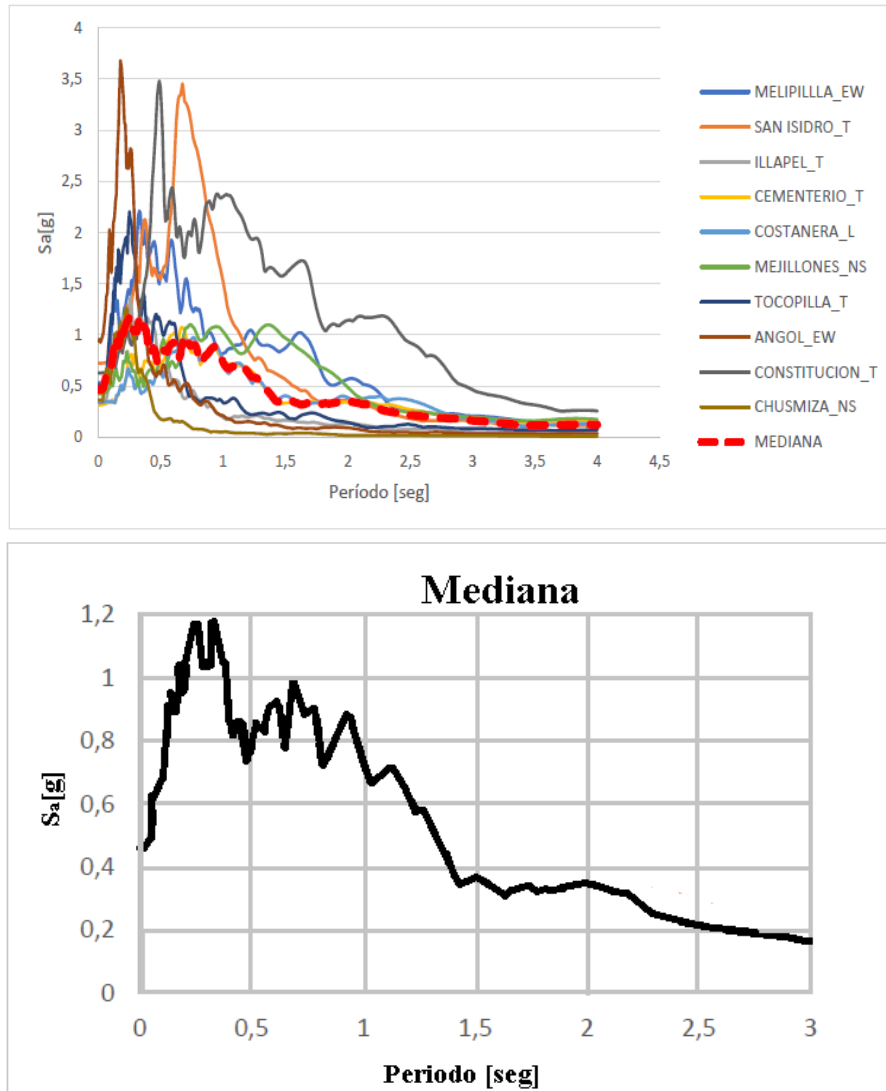 4,5
4
3,5
3
2,5
2
1,5
1
0,5
0
Sa[g]
0 0,5 1 1,5 2 2,5 3 3,5 4 4,5
Período [seg]
MELIPILLLA_EW
SAN ISIDRO_T
ILLAPEL_T
CEMENTERIO_T
COSTANERA_L
MEJILLONES_NS
TOCOPILLA_T
ANGOL_EW
CONSTITUCION_T
CHUSMIZA_NS
MEDIANA
Mediana
1,2
1
0,8
0,6
0,4
0,2
0
Sa[g]
0 0,5 1 1,5 2 2,5 3
Periodo [seg]